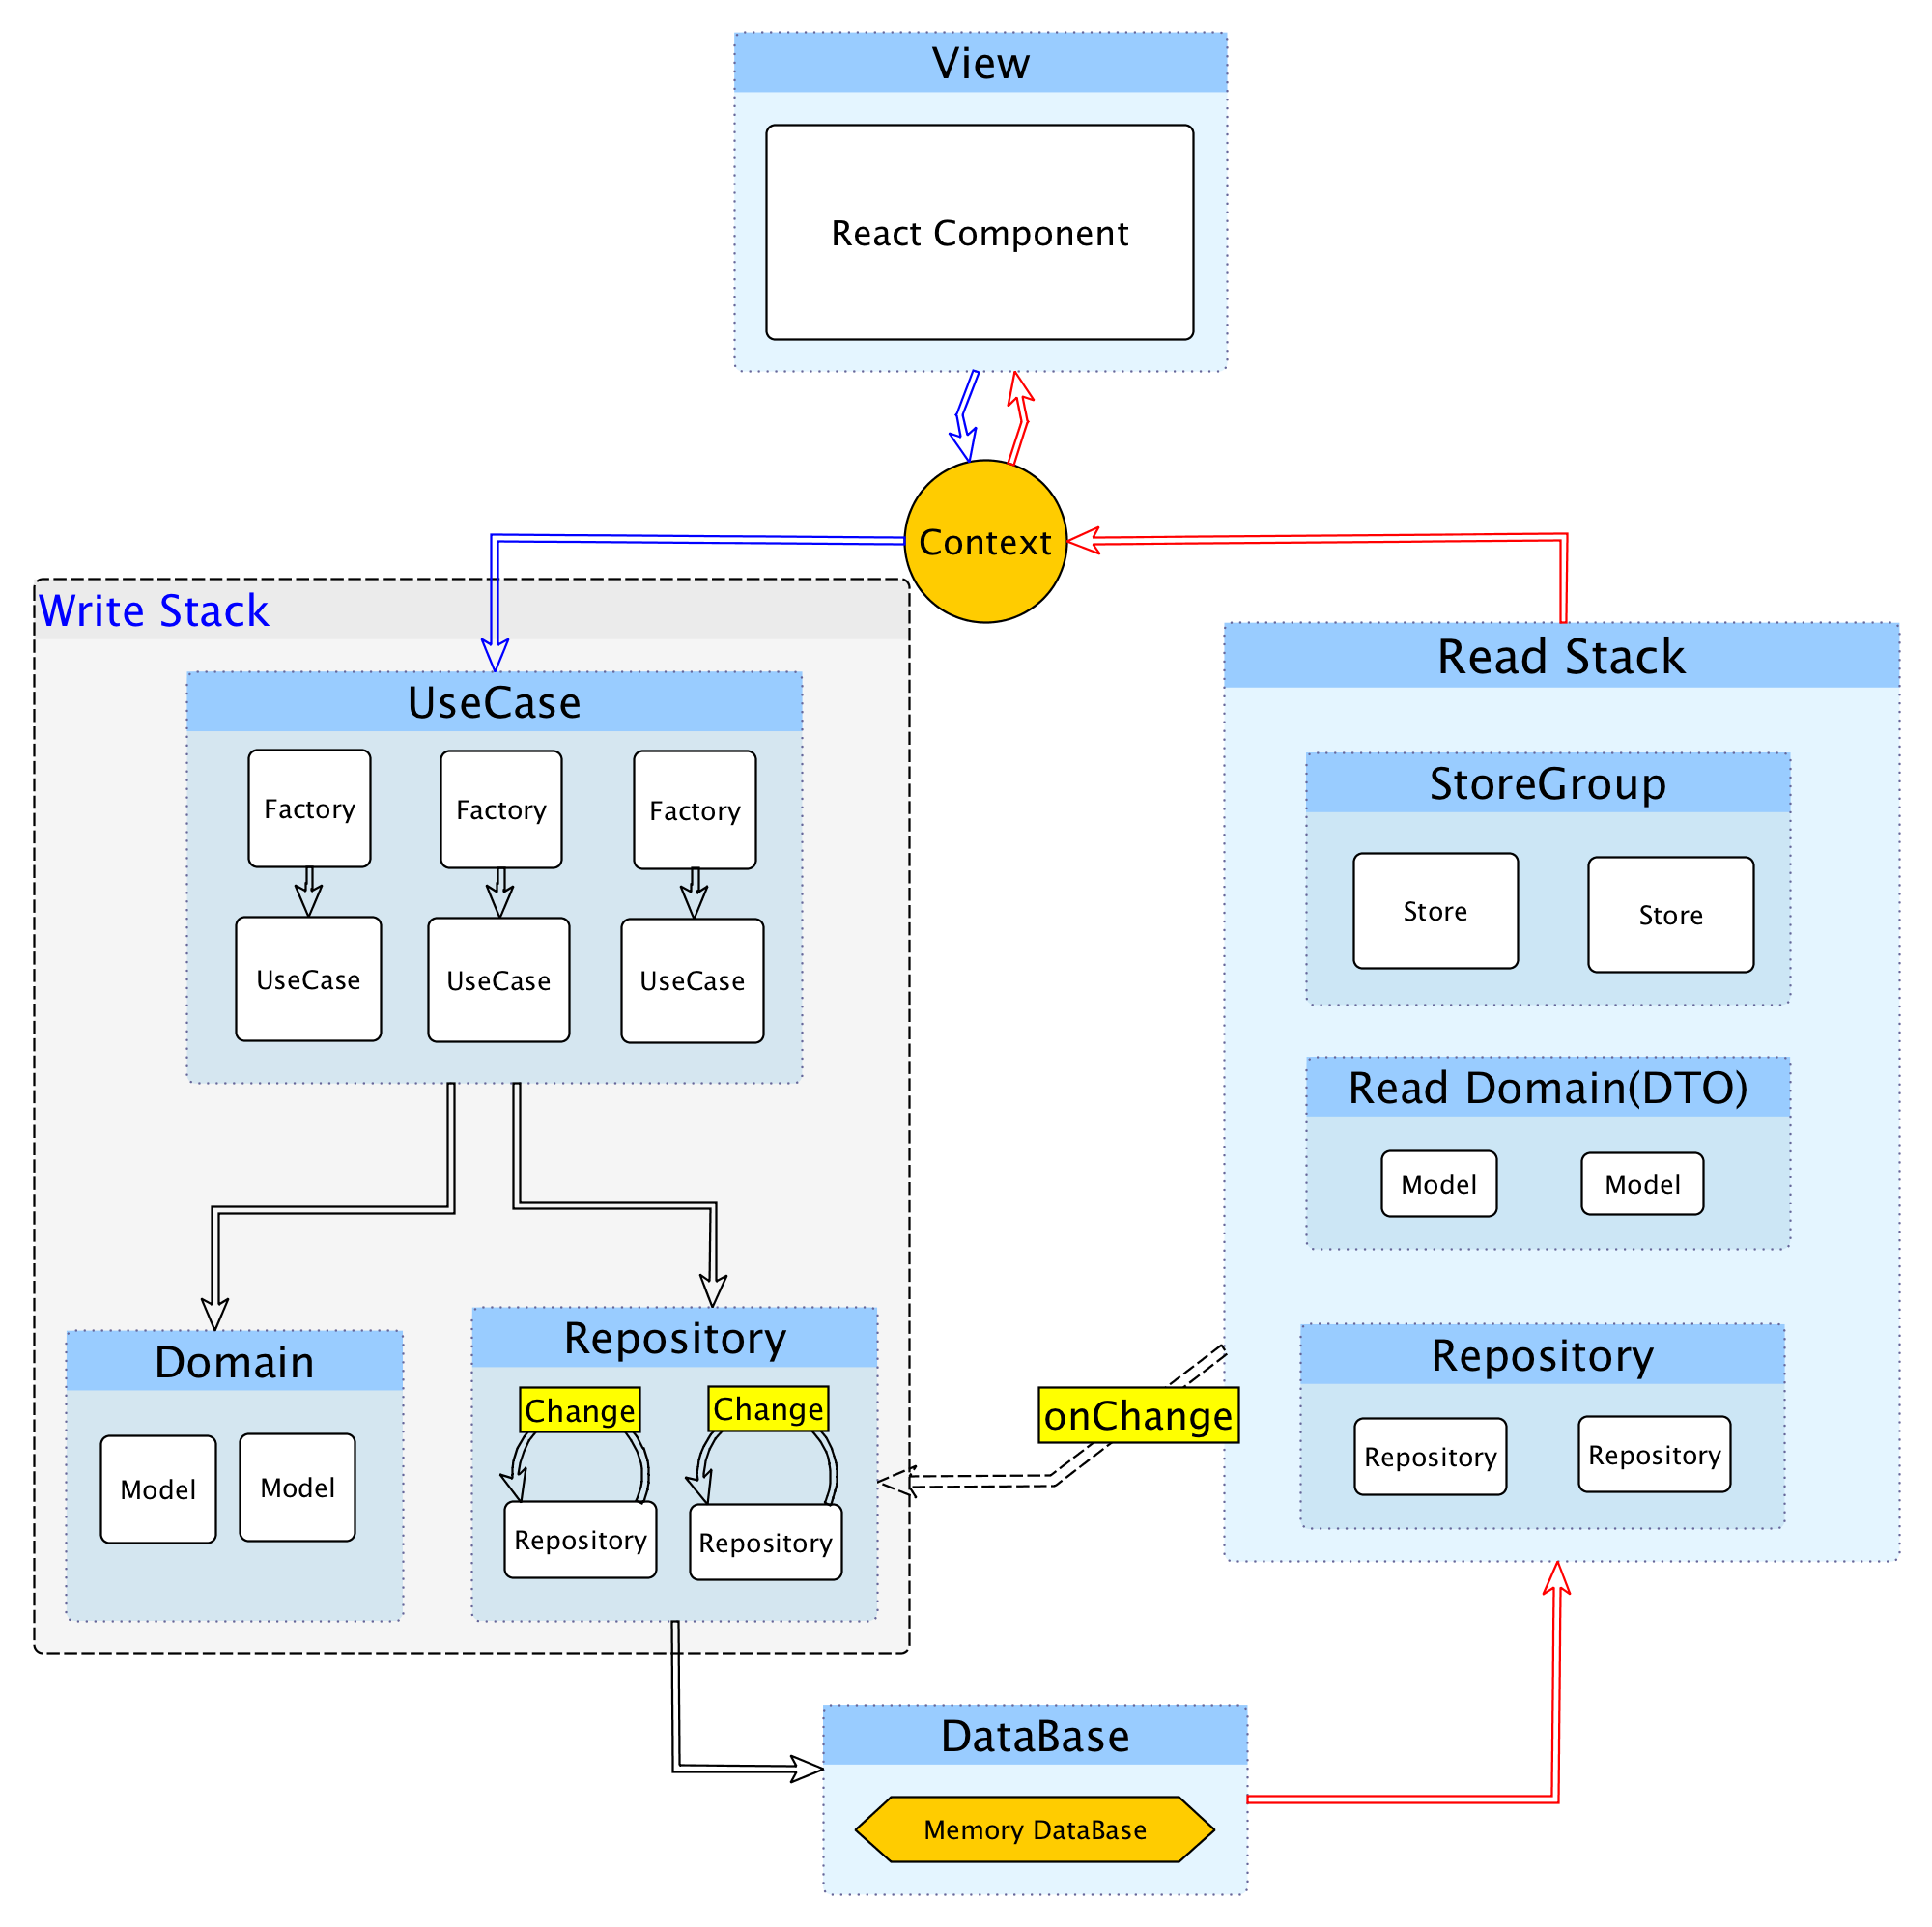 View
React Component
Context
Write Stack
UseCase
Factory
Factory
Factory
UseCase
UseCase
UseCase
Domain
Model
Model
Repository
Change
Change
Repository
Repository
onChange
Read Stack
StoreGroup
Store
Store
Read Domain(DTO)
Model
Model
Repository
Repository
Repository
DataBase
Memory DataBase